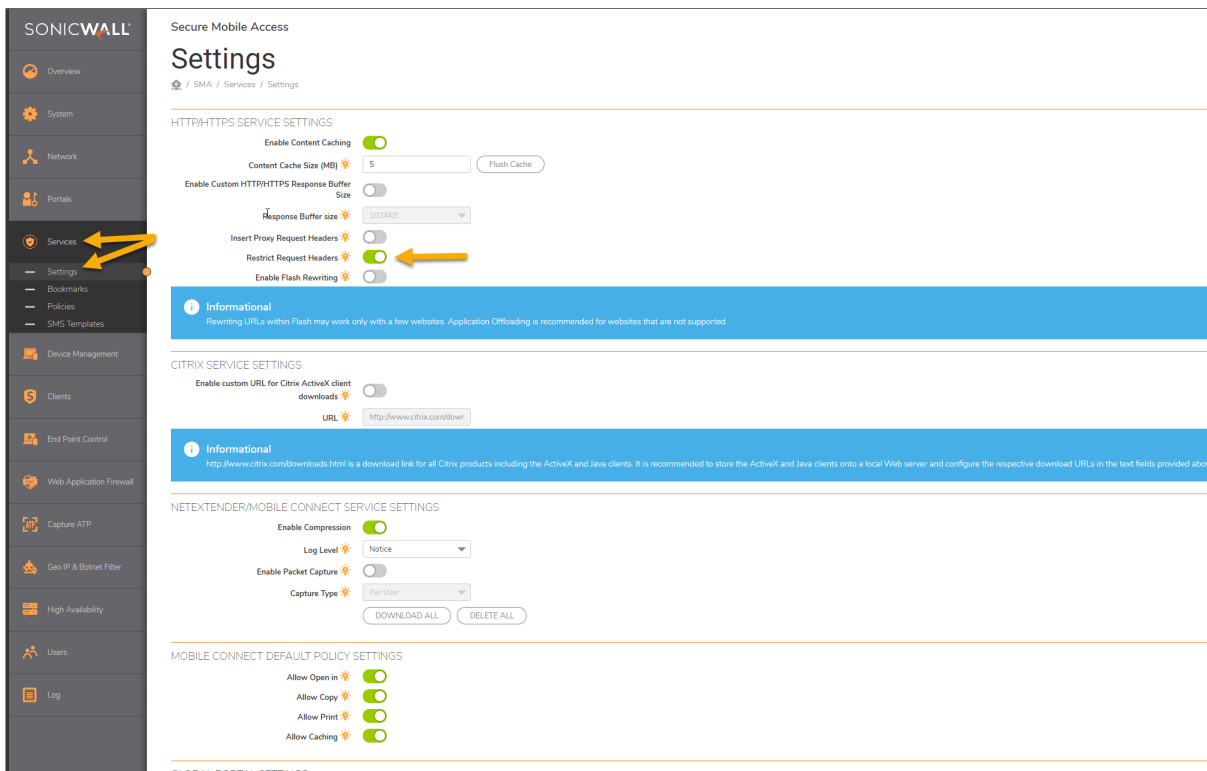 SONICWALL
Overview
System
Network
Portals
Services
Settings
Bookmarks
Policies
SMS Templates
Device Management
Clients
End Point Control
Web Application Firewall
ATP Capture ATP
Geo IP & Botnet Filter
High Availability
Users
Log
Secure Mobile Access
Settings
/ SMA / Services / Settings
HTTP/HTTPS SERVICE SETTINGS
Enable Content Caching
Content Cache Size (MB) 5 Flush Cache
Enable Custom HTTP/HTTPS Response Buffer
Size
Response Buffer size 1024KB
Insert Proxy Request Headers
Restrict Request Headers
Enable Flash Rewriting
Informational
Rewriting URLs within Flash may work only with a few websites. Application Offloading is recommended for websites that are not supported.
CITRIX SERVICE SETTINGS
Enable custom URL for Citrix ActiveX client
downloads
URL http://www.citrix.com/dowr
Informational
http://www.citrix.com/downloads.html is a download link for all Citrix products including the ActiveX and Java clients. It is recommended to store the ActiveX and Java clients onto a local Web server and configure the respective download URLs in the text fields provided abov
NETEXTENDER/MOBILE CONNECT SERVICE SETTINGS
Enable Compression
Log Level Notice
Enable Packet Capture
Capture Type Per User
DOWNLOAD ALL DELETE ALL
MOBILE CONNECT DEFAULT POLICY SETTINGS
Allow Open in
Allow Copy
Allow Print
Allow Caching